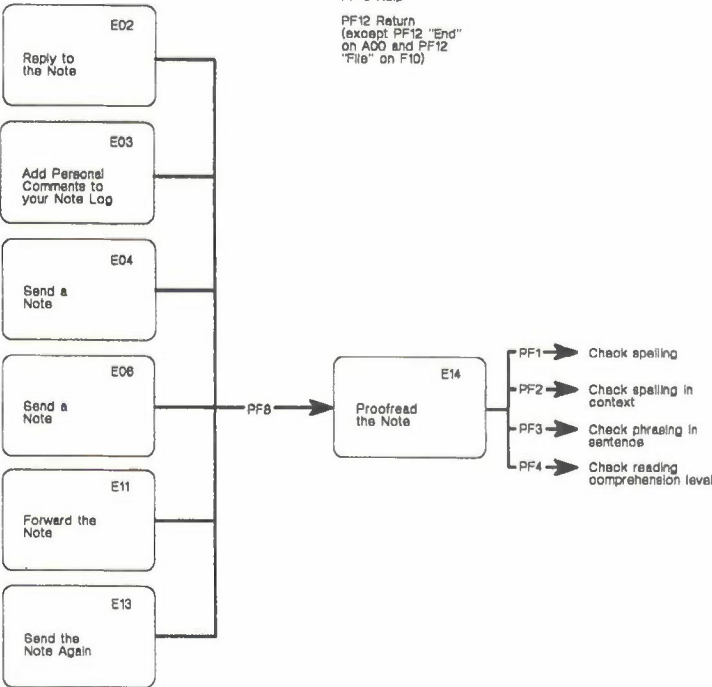 Help
PF12 Return
(except PF12 "End"
on A00 and PF12
"File" on F10)
E02
Reply to
the Note
E03
Add Personal
Comments to
your Note Log
E04
Send a
Note
E06
Send a
Note
E11
Forward the
Note
E13
Send the
Note Again
PF8
E14
Proofread
the Note
PF1 Check spelling
PF2 Check spelling in
context
PF3 Check phrasing in
sentence
PF4 Check reading
comprehension level